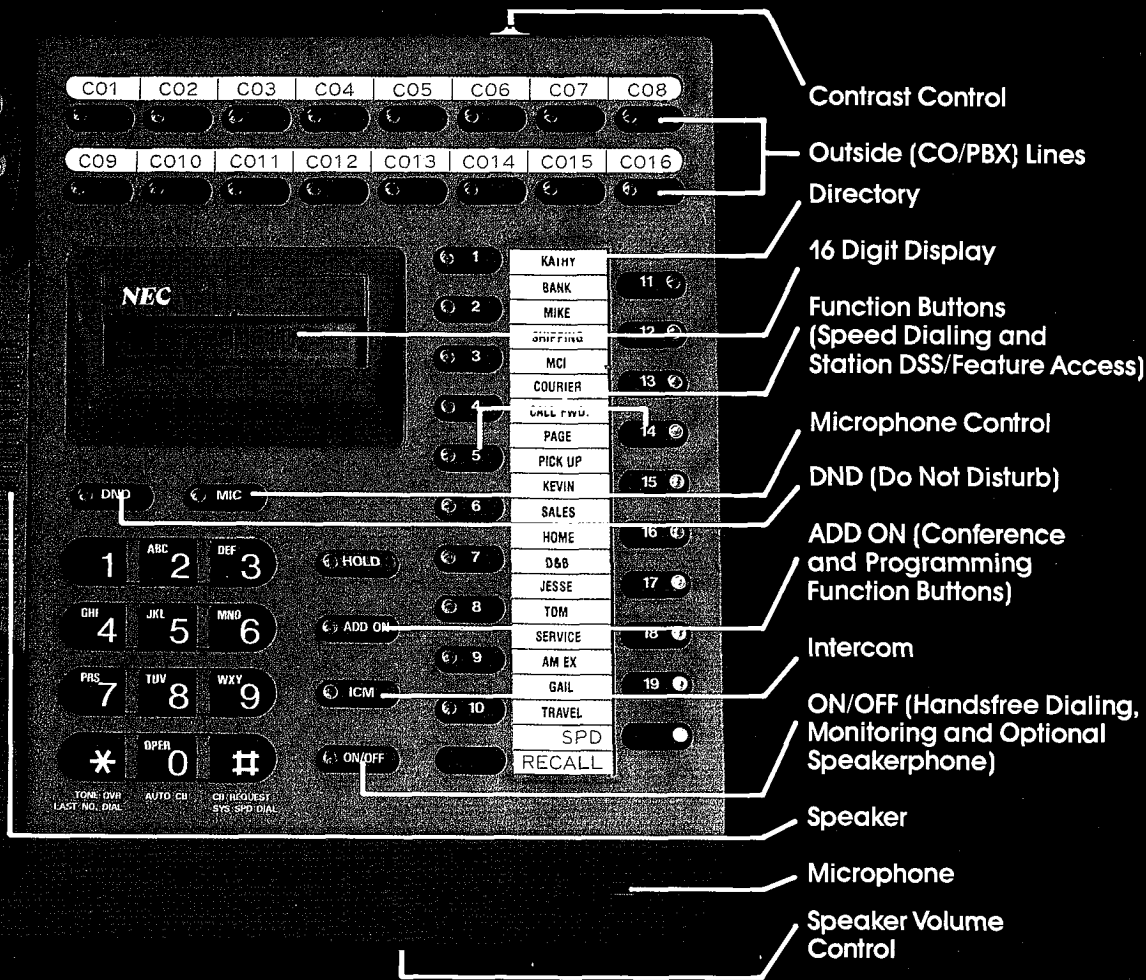 CO1 CO2 CO3 CO4 CO5 CO6 CO7 CO8
CO9 CO10 CO11 CO12 CO13 CO14 CO15 CO16
NEC
1
2
3
4
5
6
7
8
9
10
KATHY
BANK
MIKE
SHIPPING
MCI
COURIER
CALL FWD.
PAGE
PICK UP
KEVIN
SALES
HOME
D&B
JESSE
TOM
SERVICE
AM EX
GAIL
TRAVEL
SPD
RECALL
11
12
13
14
15
16
17
18
19
DND MIC
1 ABC 2 DEF 3
GHI 4 JKL 5 MNO 6
PRS 7 TUV 8 WXY 9
* OPER 0 #
TONE OVR AUTO CB CB REQUEST
LAST NO. DIAL SYS SPD DIAL
HOLD
ADD ON
ICM
ON/OFF
Contrast Control
Outside (CO/PBX) Lines
Directory
16 Digit Display
Function Buttons
(Speed Dialing and
Station DSS/Feature Access)
Microphone Control
DND (Do Not Disturb)
ADD ON (Conference
and Programming
Function Buttons)
Intercom
ON/OFF (Handsfree Dialing,
Monitoring and Optional
Speakerphone)
Speaker
Microphone
Speaker Volume
Control